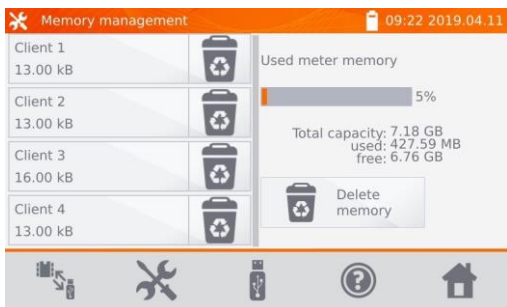 Memory management
09:22 2019.04.11
Client 1
13.00 kB
Client 2
13.00 kB
Client 3
16.00 kB
Client 4
13.00 kB
Used meter memory
5%
Total capacity: 7.18 GB
used: 427.59 MB
free: 6.76 GB
Delete
memory